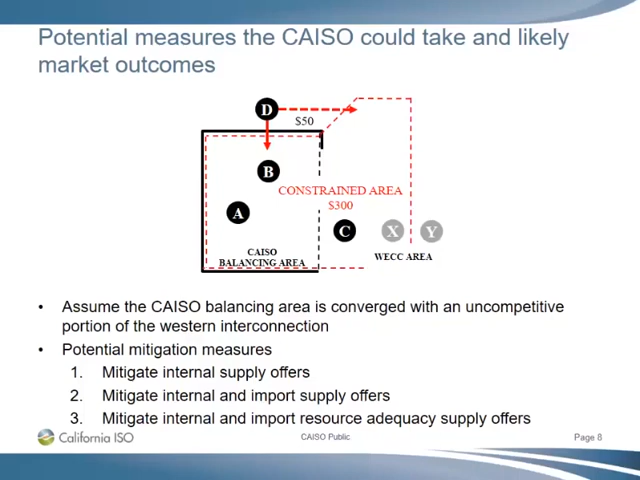 Potential measures the CAISO could take and likely
market outcomes
D
$50
B
CONSTRAINED AREA
$300
A
C
X
Y
CAISO
BALANCING AREA
WECC AREA
• Assume the CAISO balancing area is converged with an uncompetitive
portion of the western interconnection
• Potential mitigation measures
1. Mitigate internal supply offers
2. Mitigate internal and import supply offers
3. Mitigate internal and import resource adequacy supply offers
California ISO
CAISO Public
Page 8